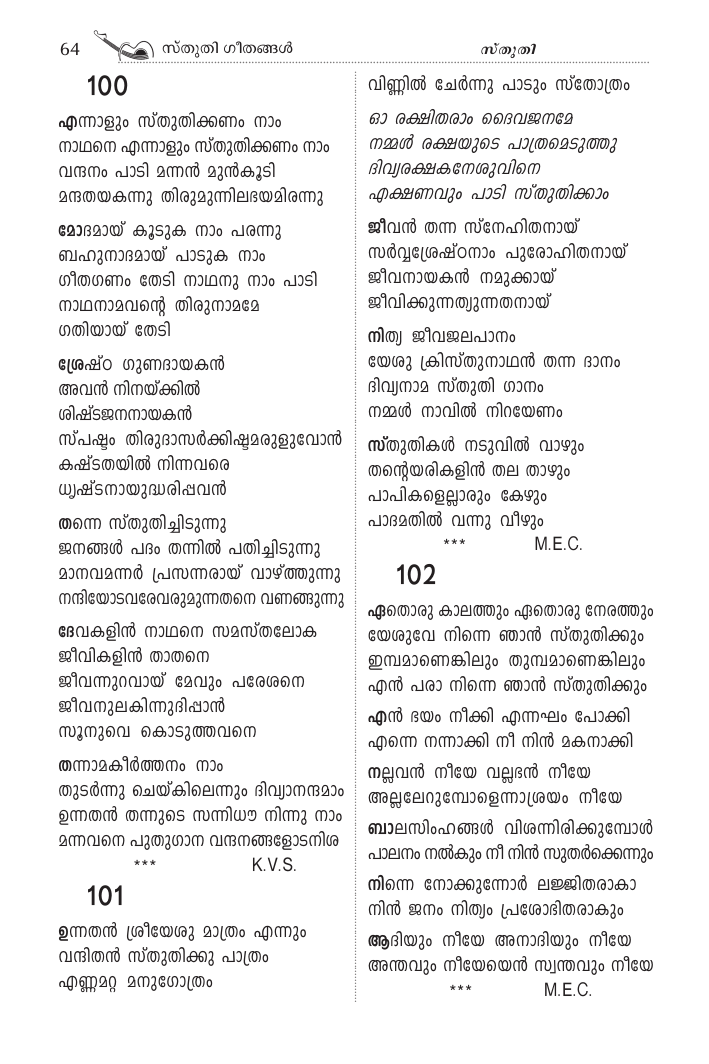 64 സ്തുതി ഗീതങ്ങൾ സ്തുതി
100
എന്നാളും സ്തുതിക്കണം നാം
നാഥനെ എന്നാളും സ്തുതിക്കണം നാം
വന്ദനം പാടി മന്നൻ മുൻകൂടി
മന്ദതയകന്നു തിരുമുന്നിലഭയമിരന്നു
മോദമായ് കൂടുക നാം പരന്നു
ബഹുനാദമായ് പാടുക നാം
ഗീതഗണം തേടി നാഥനു നാം പാടി
നാഥനാമവന്റെ തിരുനാമമേ
ഗതിയായ് തേടി
ശ്രേഷ്ഠ ഗുണദായകൻ
അവൻ നിനയ്ക്കിൽ
ശിഷ്ടജനനായകൻ
സ്പഷ്ടം തിരുദാസർക്കിഷ്ടമരുളുവോൻ
കഷ്ടതയിൽ നിന്നവരെ
ധൃഷ്ടനായുദ്ധരിപ്പവൻ
തന്നെ സ്തുതിച്ചിടുന്നു
ജനങ്ങൾ പദം തന്നിൽ പതിച്ചിടുന്നു
മാനവമന്നർ പ്രസന്നരായ് വാഴ്ത്തുന്നു
നന്ദിയോടവരേവരുമുന്നതനെ വണങ്ങുന്നു
ദേവകളിൻ നാഥനെ സമസ്തലോക
ജീവികളിൻ താതനെ
ജീവന്നുറവായ് മേവും പരേശനെ
ജീവനുലകിന്നുദിപ്പാൻ
സൂനുവെ കൊടുത്തവനെ
തന്നാമകീർത്തനം നാം
തുടർന്നു ചെയ്കിലെന്നും ദിവ്യാനന്ദമാം
ഉന്നതൻ തന്നുടെ സന്നിധൗ നിന്നു നാം
മന്നവനെ പുതുഗാന വന്ദനങ്ങളോടനിശ
*** K.V.S.
101
ഉന്നതൻ ശ്രീയേശു മാത്രം എന്നും
വന്ദിതൻ സ്തുതിക്കു പാത്രം
എണ്ണമറ്റ മനുഗോത്രം
വിണ്ണിൽ ചേർന്നു പാടും സ്തോത്രം
ഓ രക്ഷിതരാം ദൈവജനമേ
നമ്മൾ രക്ഷയുടെ പാത്രമെടുത്തു
ദിവ്യരക്ഷകനേശുവിനെ
എക്ഷണവും പാടി സ്തുതിക്കാം
ജീവൻ തന്ന സ്നേഹിതനായ്
സർവ്വശ്രേഷ്ഠനാം പുരോഹിതനായ്
ജീവനായകൻ നമുക്കായ്
ജീവിക്കുന്നത്യുന്നതനായ്
നിത്യ ജീവജലപാനം
യേശു ക്രിസ്തുനാഥൻ തന്ന ദാനം
ദിവ്യനാമ സ്തുതി ഗാനം
നമ്മൾ നാവിൽ നിറയേണം
സ്തുതികൾ നടുവിൽ വാഴും
തന്റെയരികളിൻ തല താഴും
പാപികളെല്ലാരും കേഴും
പാദമതിൽ വന്നു വീഴും
*** M.E.C.
102
ഏതൊരു കാലത്തും ഏതൊരു നേരത്തും
യേശുവേ നിന്നെ ഞാൻ സ്തുതിക്കും
ഇമ്പമാണെങ്കിലും തുമ്പമാണെങ്കിലും
എൻ പരാ നിന്നെ ഞാൻ സ്തുതിക്കും
എൻ ഭയം നീക്കി എന്നഘം പോക്കി
എന്നെ നന്നാക്കി നീ നിൻ മകനാക്കി
നല്ലവൻ നീയേ വല്ലഭൻ നീയേ
അല്ലലേറുമ്പോളെന്നാശ്രയം നീയേ
ബാലസിംഹങ്ങൾ വിശന്നിരിക്കുമ്പോൾ
പാലനം നൽകും നീ നിൻ സുതർക്കെന്നും
നിന്നെ നോക്കുന്നോർ ലജ്ജിതരാകാ
നിൻ ജനം നിത്യം പ്രശോഭിതരാകും
ആദിയും നീയേ അനാദിയും നീയേ
അന്തവും നീയേയെൻ സ്വന്തവും നീയേ
*** M.E.C.